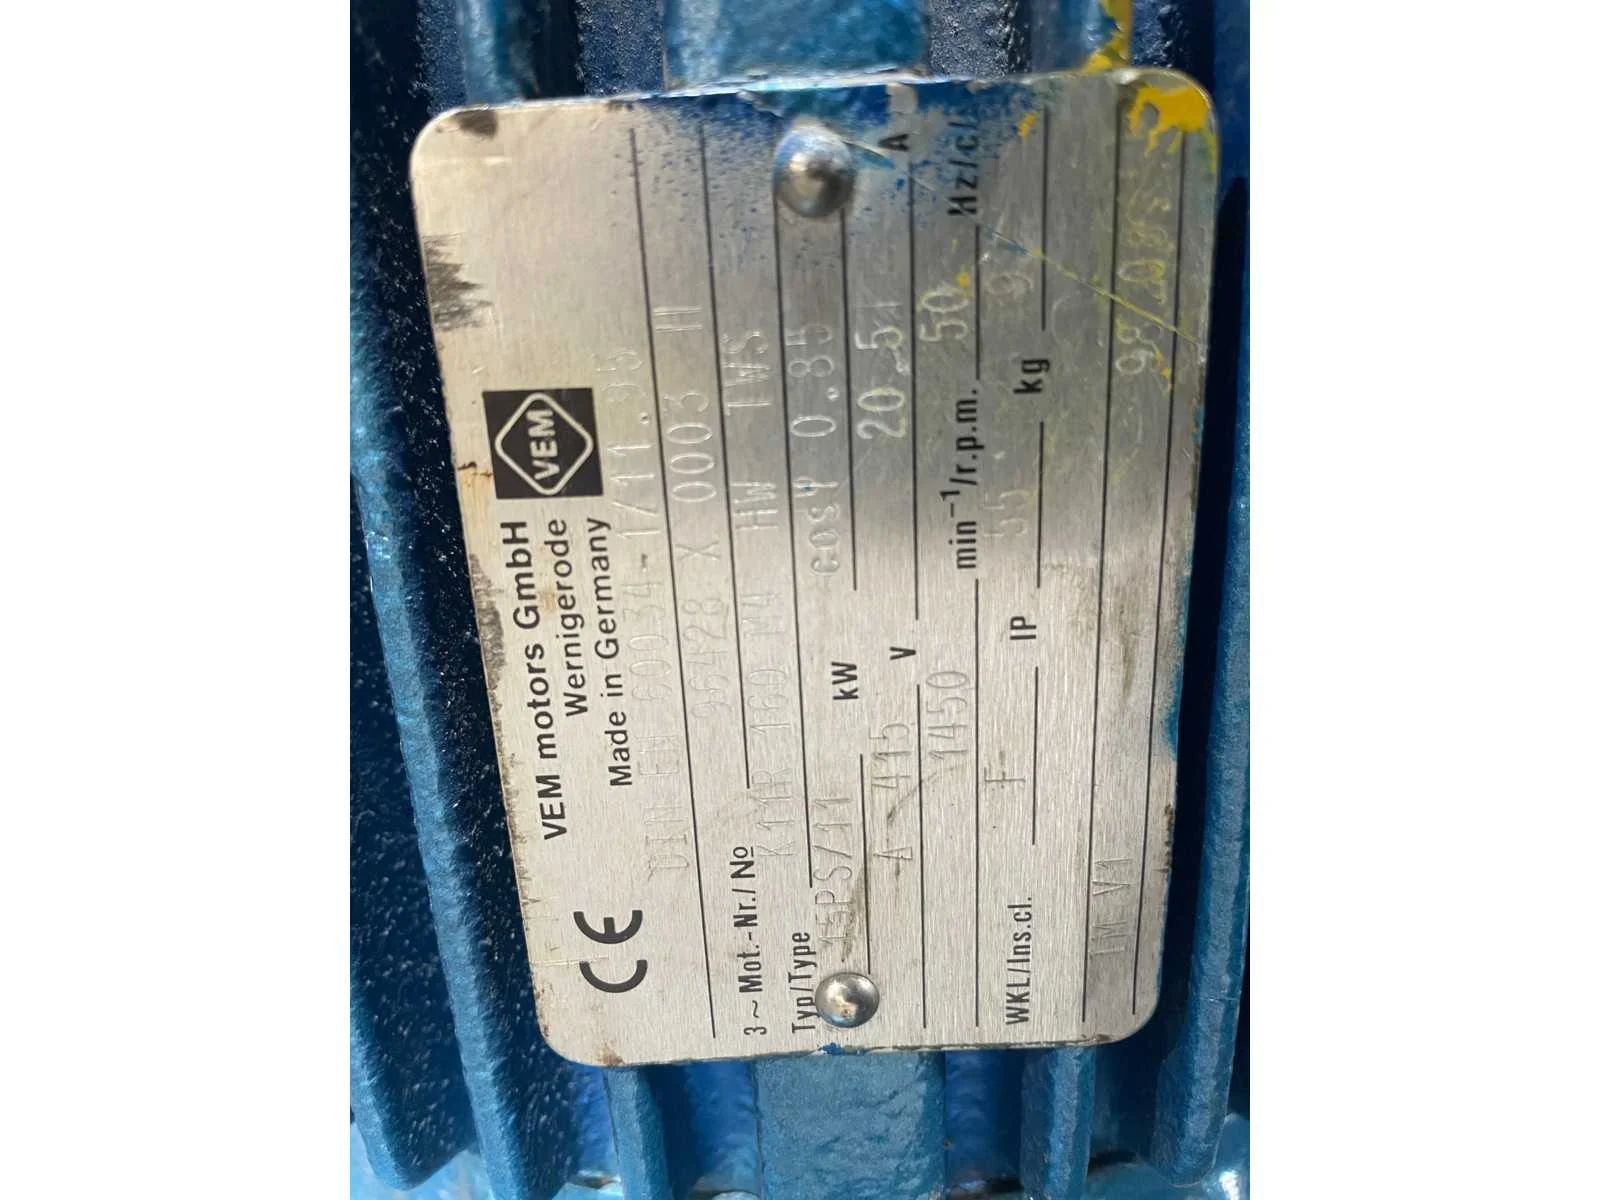 VEM
VEM motors GmbH
Wernigerode
Made in Germany
CE
DIN EN 60034-1/11.95
3~Mot.-Nr./No 96428 X 0003 H
Typ/Type K11R 160 M4 HW TWS
15PS/11 kW cosφ 0.85
Δ 415 V 20.5 A
1450 min-1/r.p.m. 50 Hz/c/
WKL/Ins.cl. F IP 55 kg
IM V1